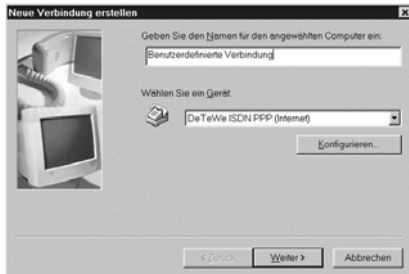 Neue Verbindung erstellen
Geben Sie den Namen für den angewählten Computer ein:
Benutzerdefinierte Verbindung
Wählen Sie ein Gerät
DeTeWe ISDN PPP (Internet)
Konfigurieren...
< Zurück
Weiter >
Abbrechen